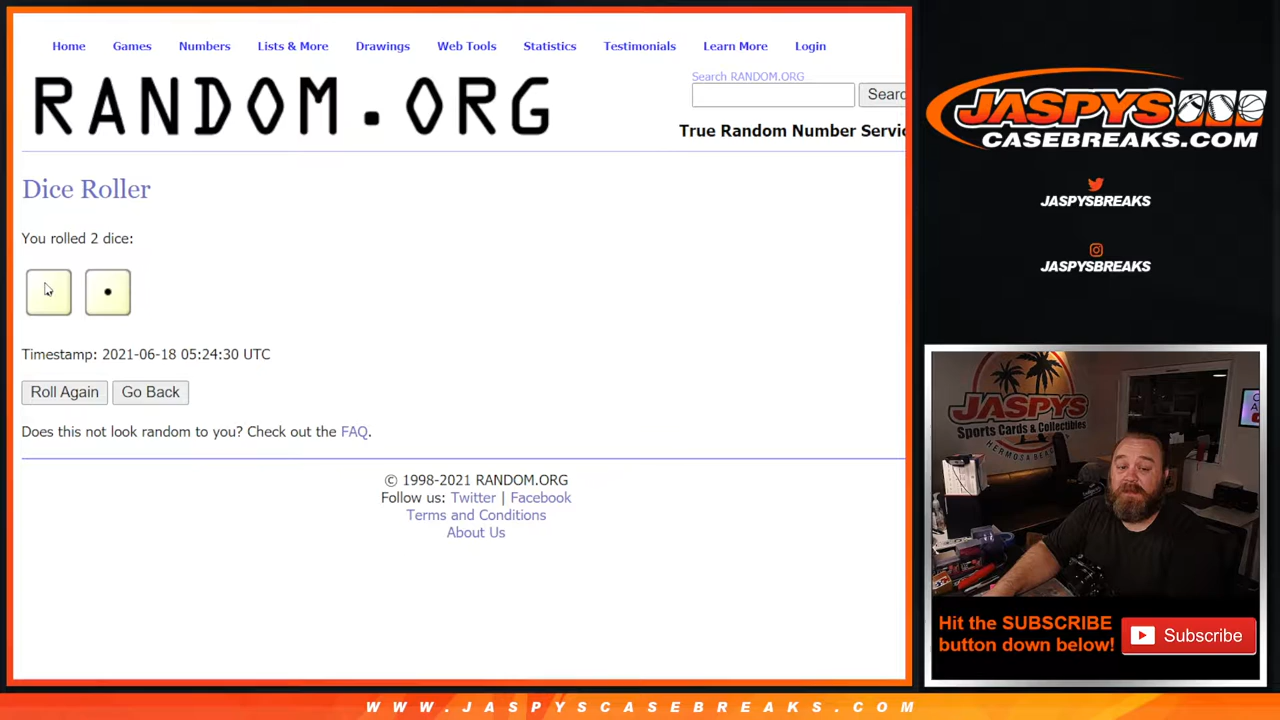 Home Games Numbers Lists & More Drawings Web Tools Statistics Testimonials Learn More Login
RANDOM.ORG
Search RANDOM.ORG
Searc
True Random Number Servic
Dice Roller
You rolled 2 dice:
Timestamp: 2021-06-18 05:24:30 UTC
Roll Again Go Back
Does this not look random to you? Check out the FAQ.
© 1998-2021 RANDOM.ORG
Follow us: Twitter | Facebook
Terms and Conditions
About Us
JASPYS
CASEBREAKS.COM
JASPYSBREAKS
JASPYSBREAKS
JASPYS
Sports Cards & Collectibles
HERMOSA BEAC
Hit the SUBSCRIBE
button down below!
Subscribe
WWW.JASPYSCASEBREAKS.COM